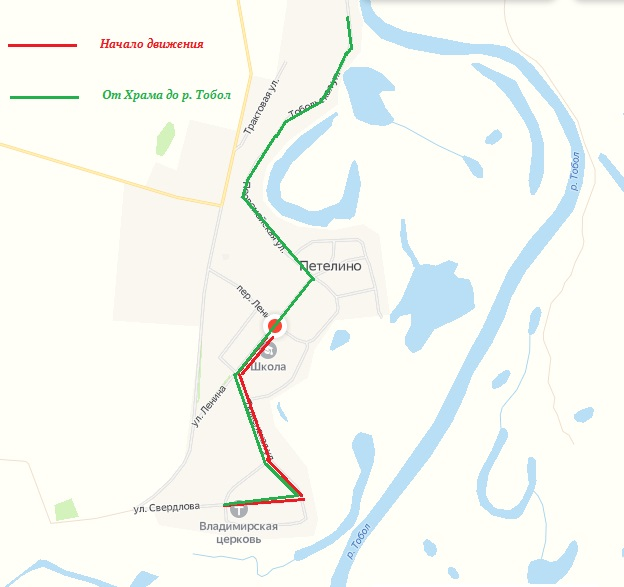 Начало движения
От Храма до р. Тобол
Трактовая ул.
р. Тобол
Петелино
пер. Лени
Школа
ул. Ленина
ул. Свердлова
Владимирская
церковь
р. Тобол